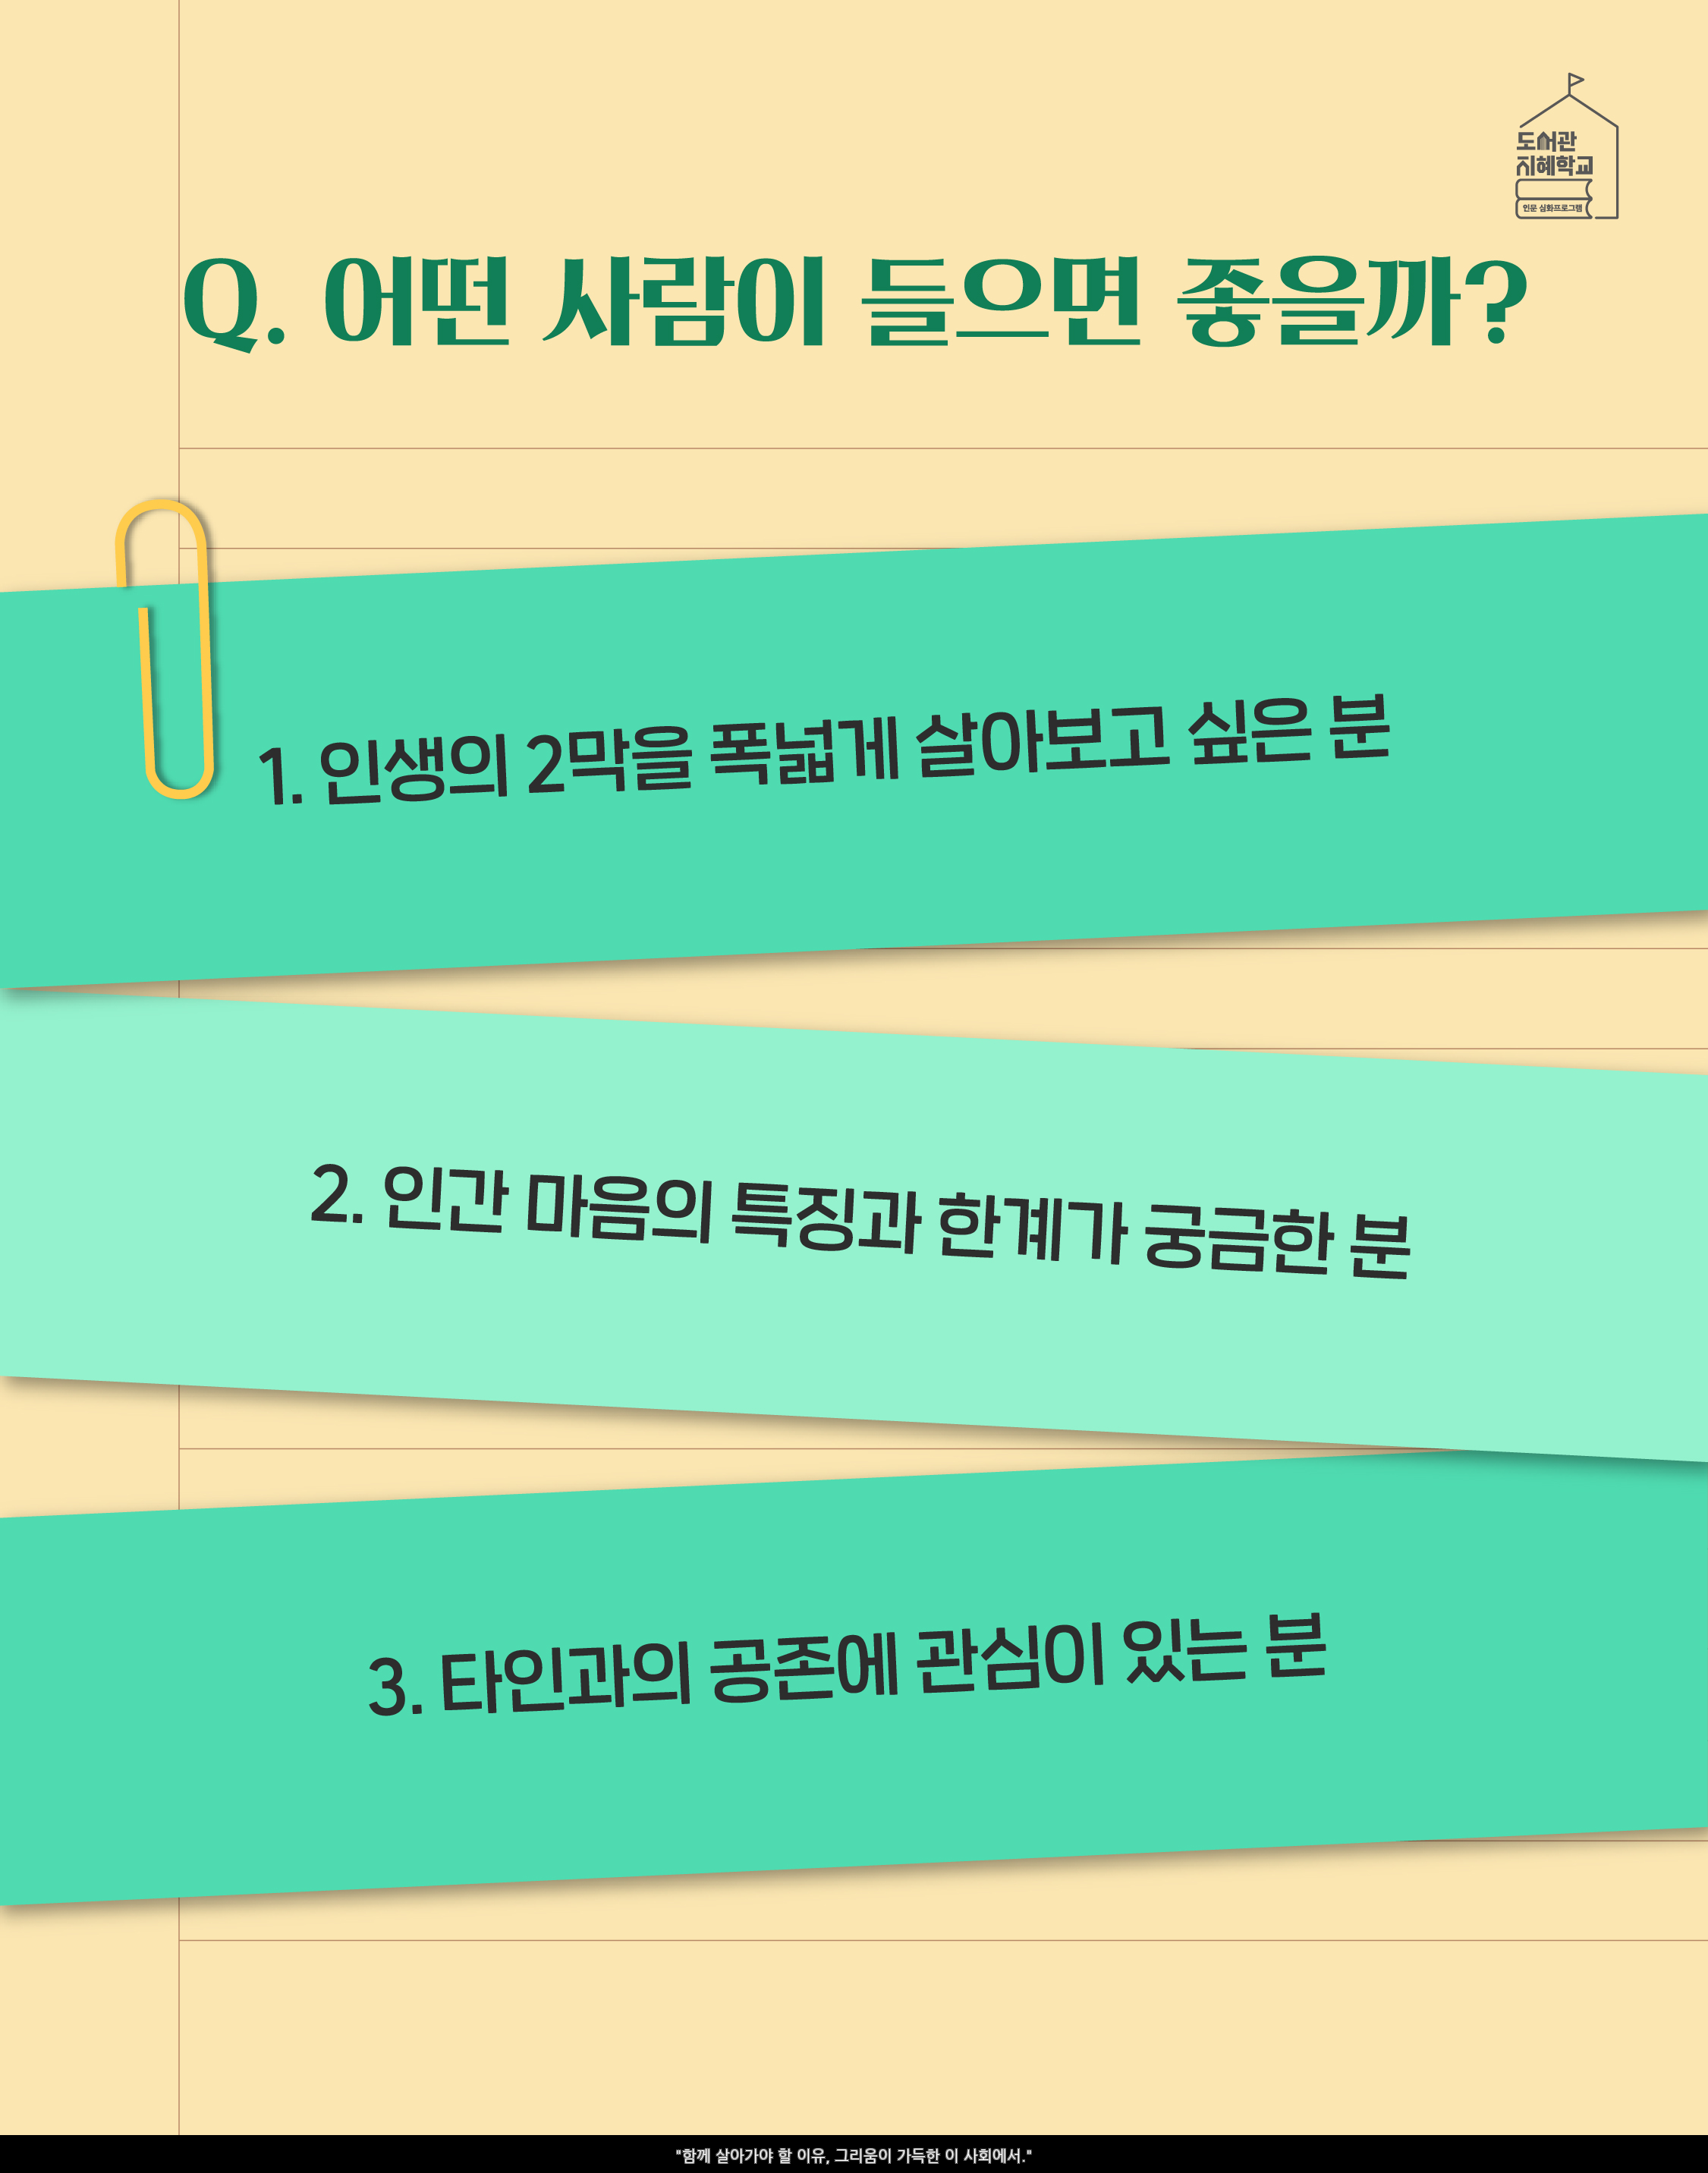 도서관
지혜학교
인문 심화프로그램
Q. 어떤 사람이 들으면 좋을까?
1. 인생의 2막을 폭넓게 살아보고 싶은 분
2. 인간 마음의 특징과 한계가 궁금한 분
3. 타인과의 공존에 관심이 있는 분
"함께 살아가야 할 이유, 그리움이 가득한 이 사회에서."